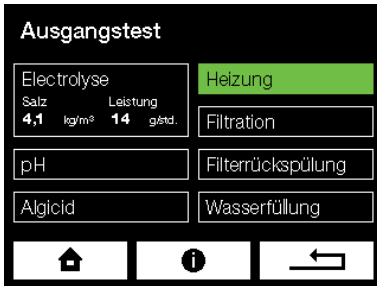 Ausgangstest
Electrolyse
Salz Leistung
4,1 kg/m³ 14 g/std.
pH
Algicid
Heizung
Filtration
Filterrückspülung
Wasserfüllung